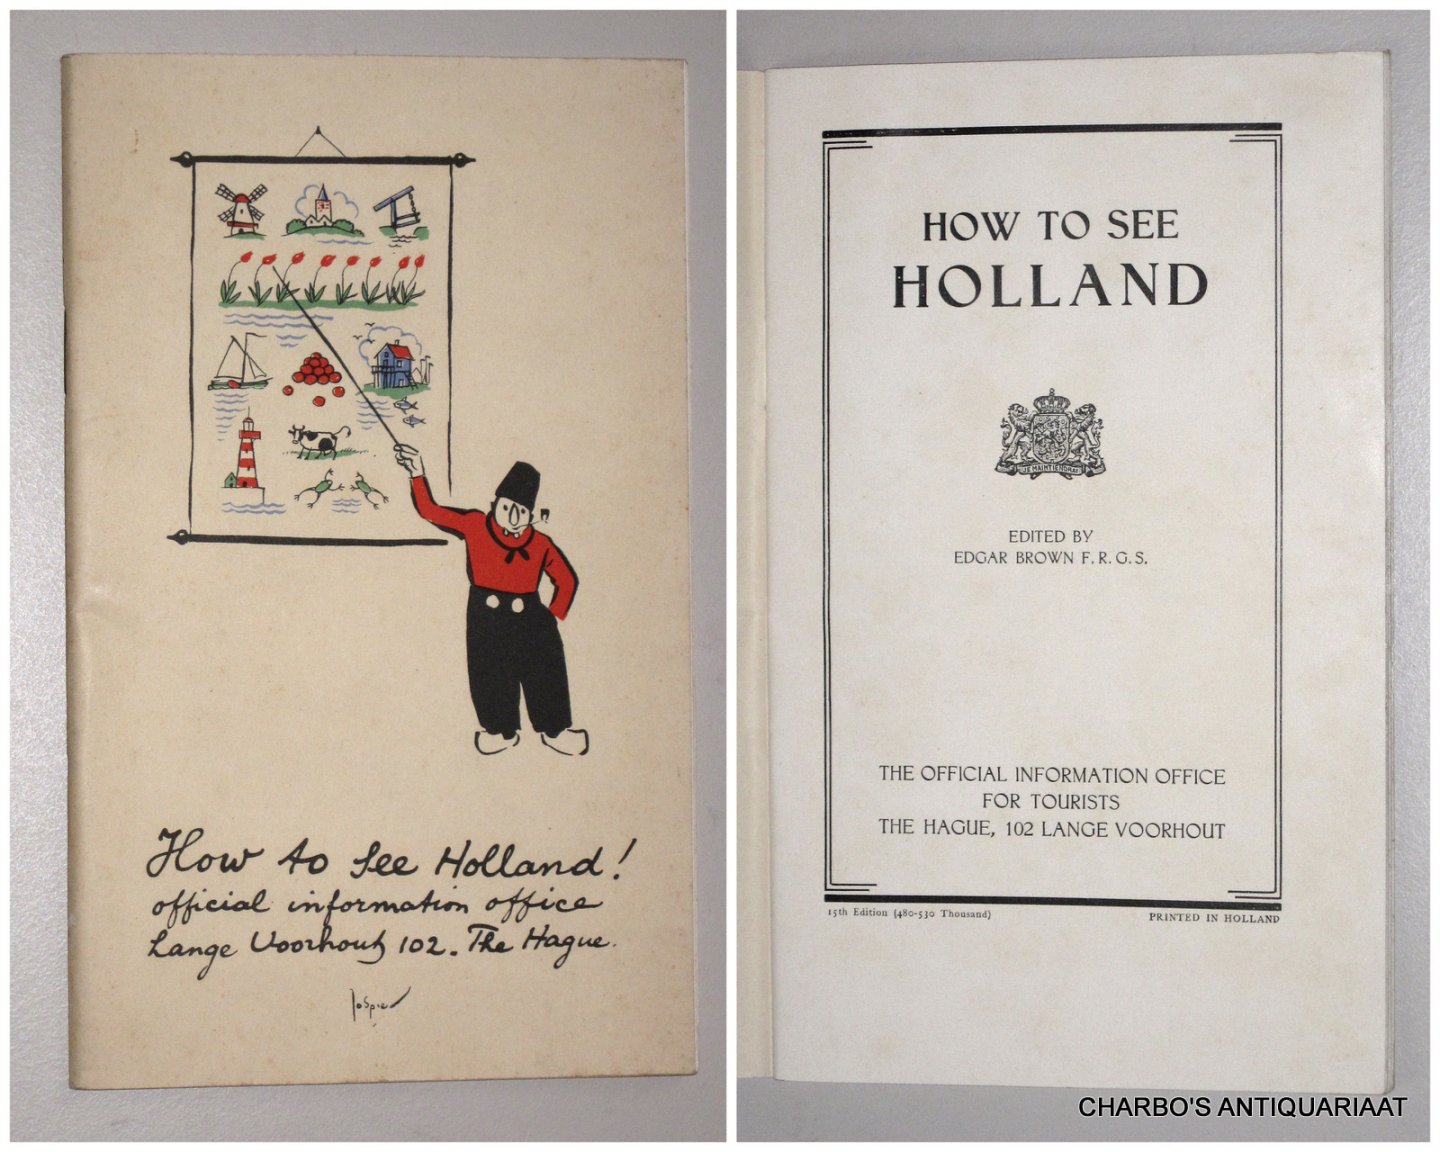 How to see Holland!
official information office
Lange Voorhout 102. The Hague.
HOW TO SEE
HOLLAND
JE MAINTIENDRAI
EDITED BY
EDGAR BROWN F. R. G. S.
THE OFFICIAL INFORMATION OFFICE
FOR TOURISTS
THE HAGUE, 102 LANGE VOORHOUT
15th Edition (480-530 Thousand)
PRINTED IN HOLLAND
CHARBO'S ANTIQUARIAAT